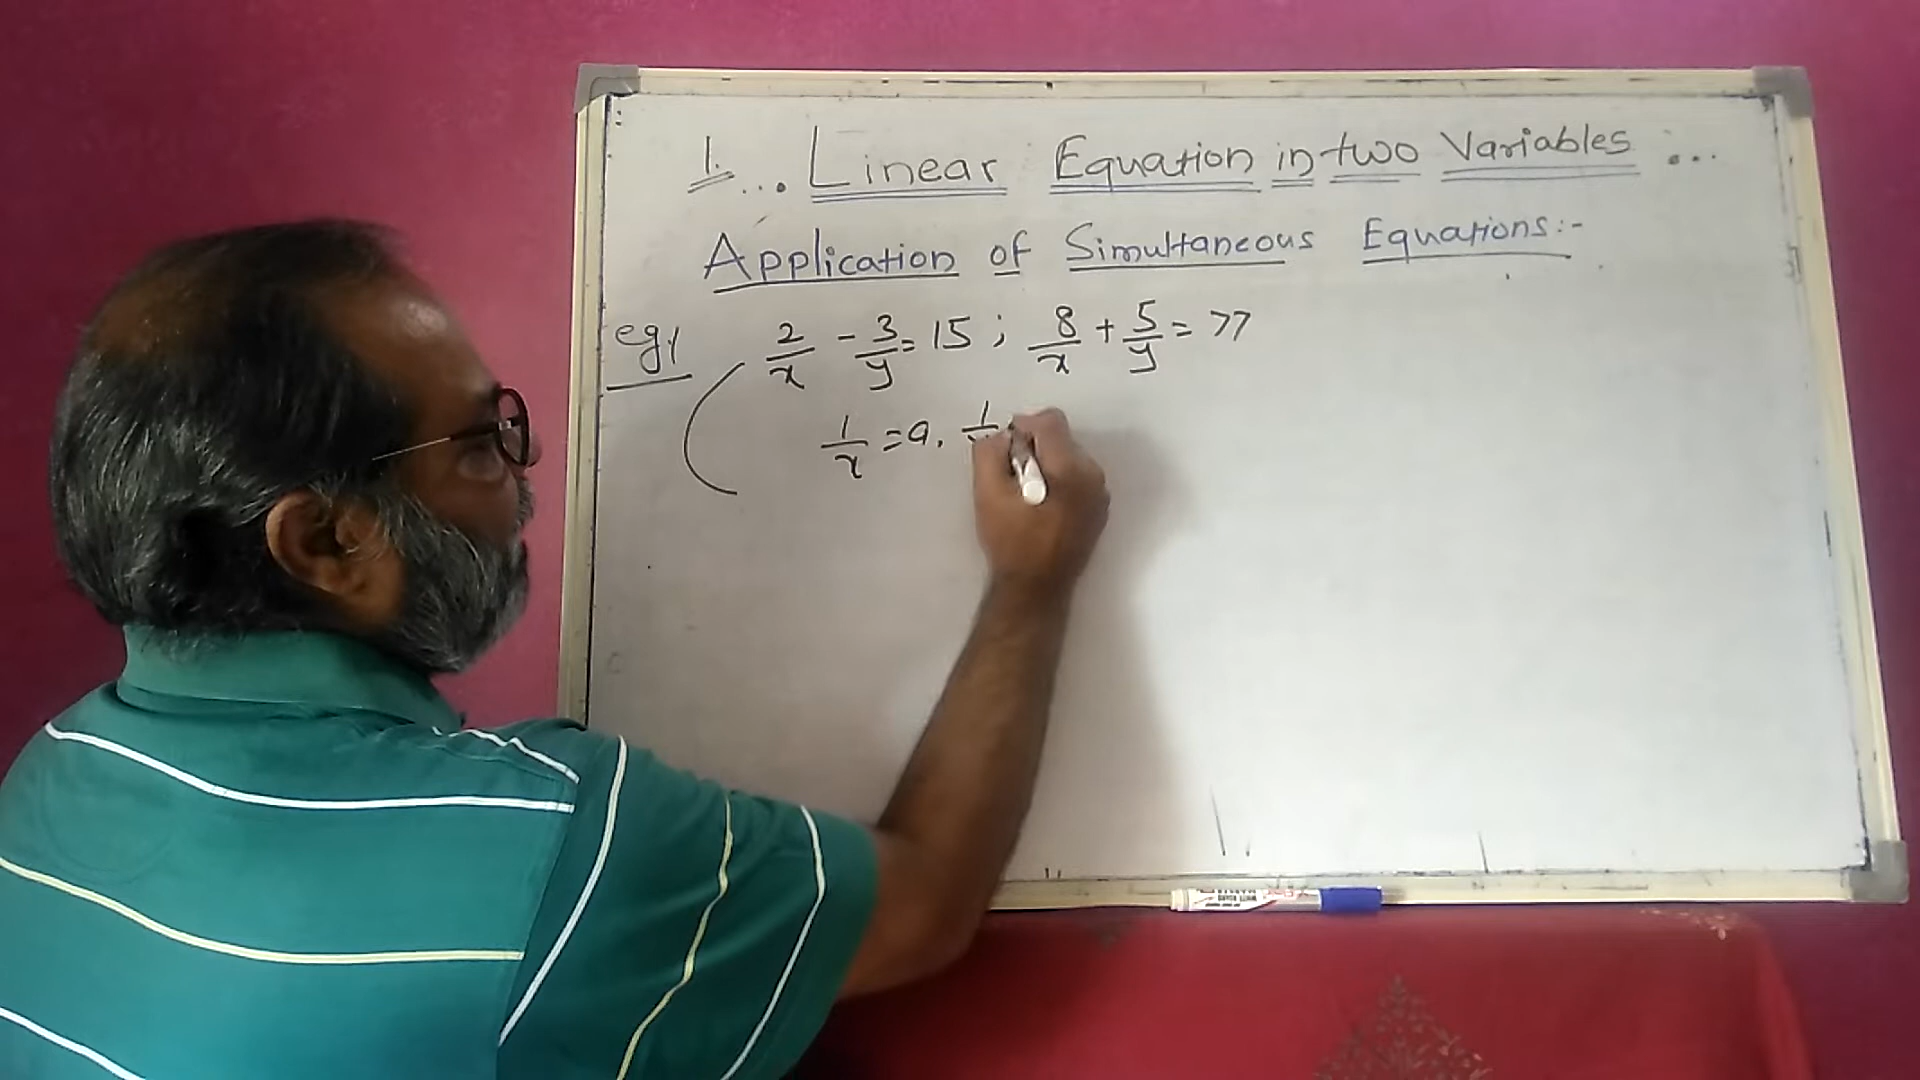 1. ... Linear Equation in two Variables ...
Application of Simultaneous Equations:-
eg1 2/x - 3/y = 15 ; 8/x + 5/y = 77
1/x = a, 1/